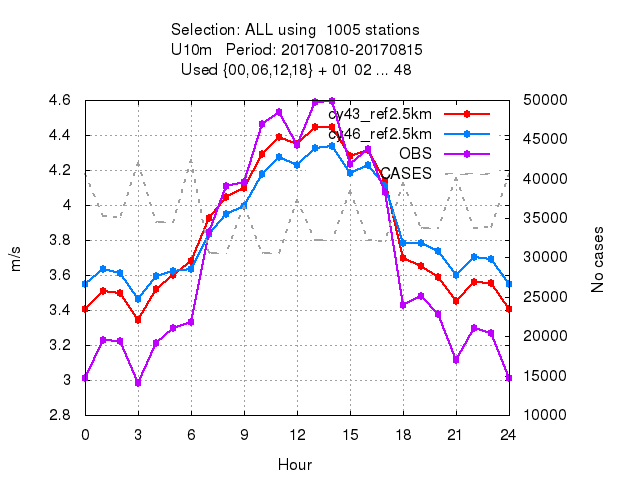 Selection: ALL using  1005 stations
U10m   Period: 20170810-20170815
Used {00,06,12,18} + 01 02 ... 48
cy43_ref2.5km
cy46_ref2.5km
OBS
CASES
m/s
4.6
4.4
4.2
4
3.8
3.6
3.4
3.2
3
2.8
50000
45000
40000
35000
30000
25000
20000
15000
10000
No cases
0 3 6 9 12 15 18 21 24
Hour